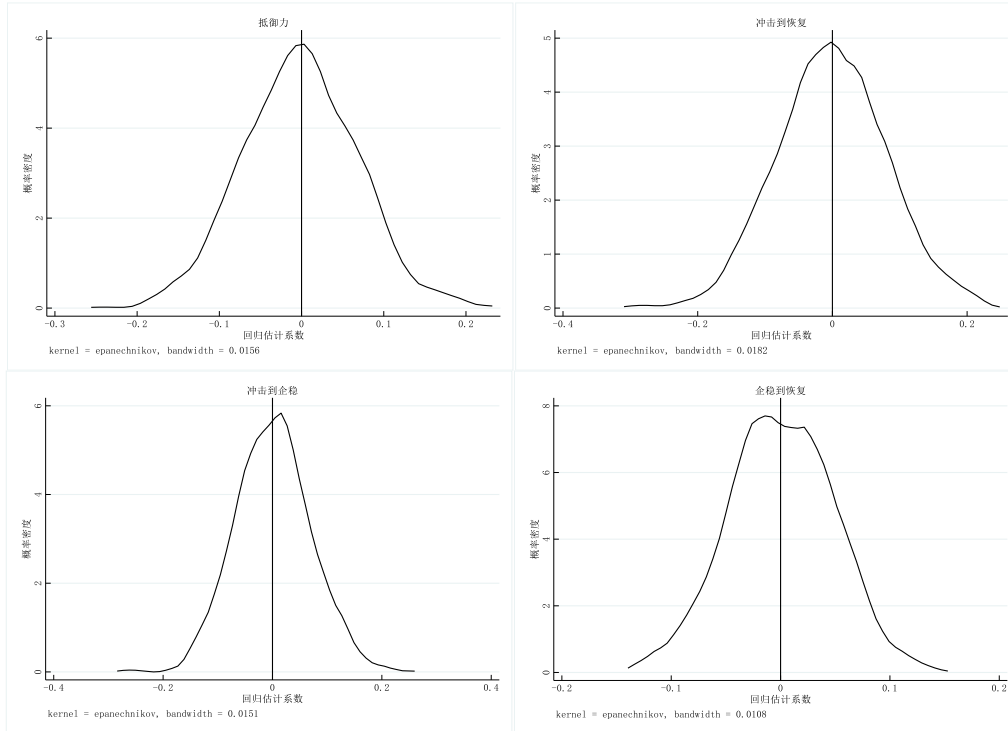 抵御力
概率密度
6
4
2
0
-0.3 -0.2 -0.1 0 0.1 0.2
回归估计系数
kernel = epanechnikov, bandwidth = 0.0156
冲击到恢复
概率密度
5
4
3
2
1
0
-0.4 -0.2 0 0.2
回归估计系数
kernel = epanechnikov, bandwidth = 0.0182
冲击到企稳
概率密度
6
4
2
0
-0.4 -0.2 0 0.2 0.4
回归估计系数
kernel = epanechnikov, bandwidth = 0.0151
企稳到恢复
概率密度
8
6
4
2
0
-0.2 -0.1 0 0.1 0.2
回归估计系数
kernel = epanechnikov, bandwidth = 0.0108